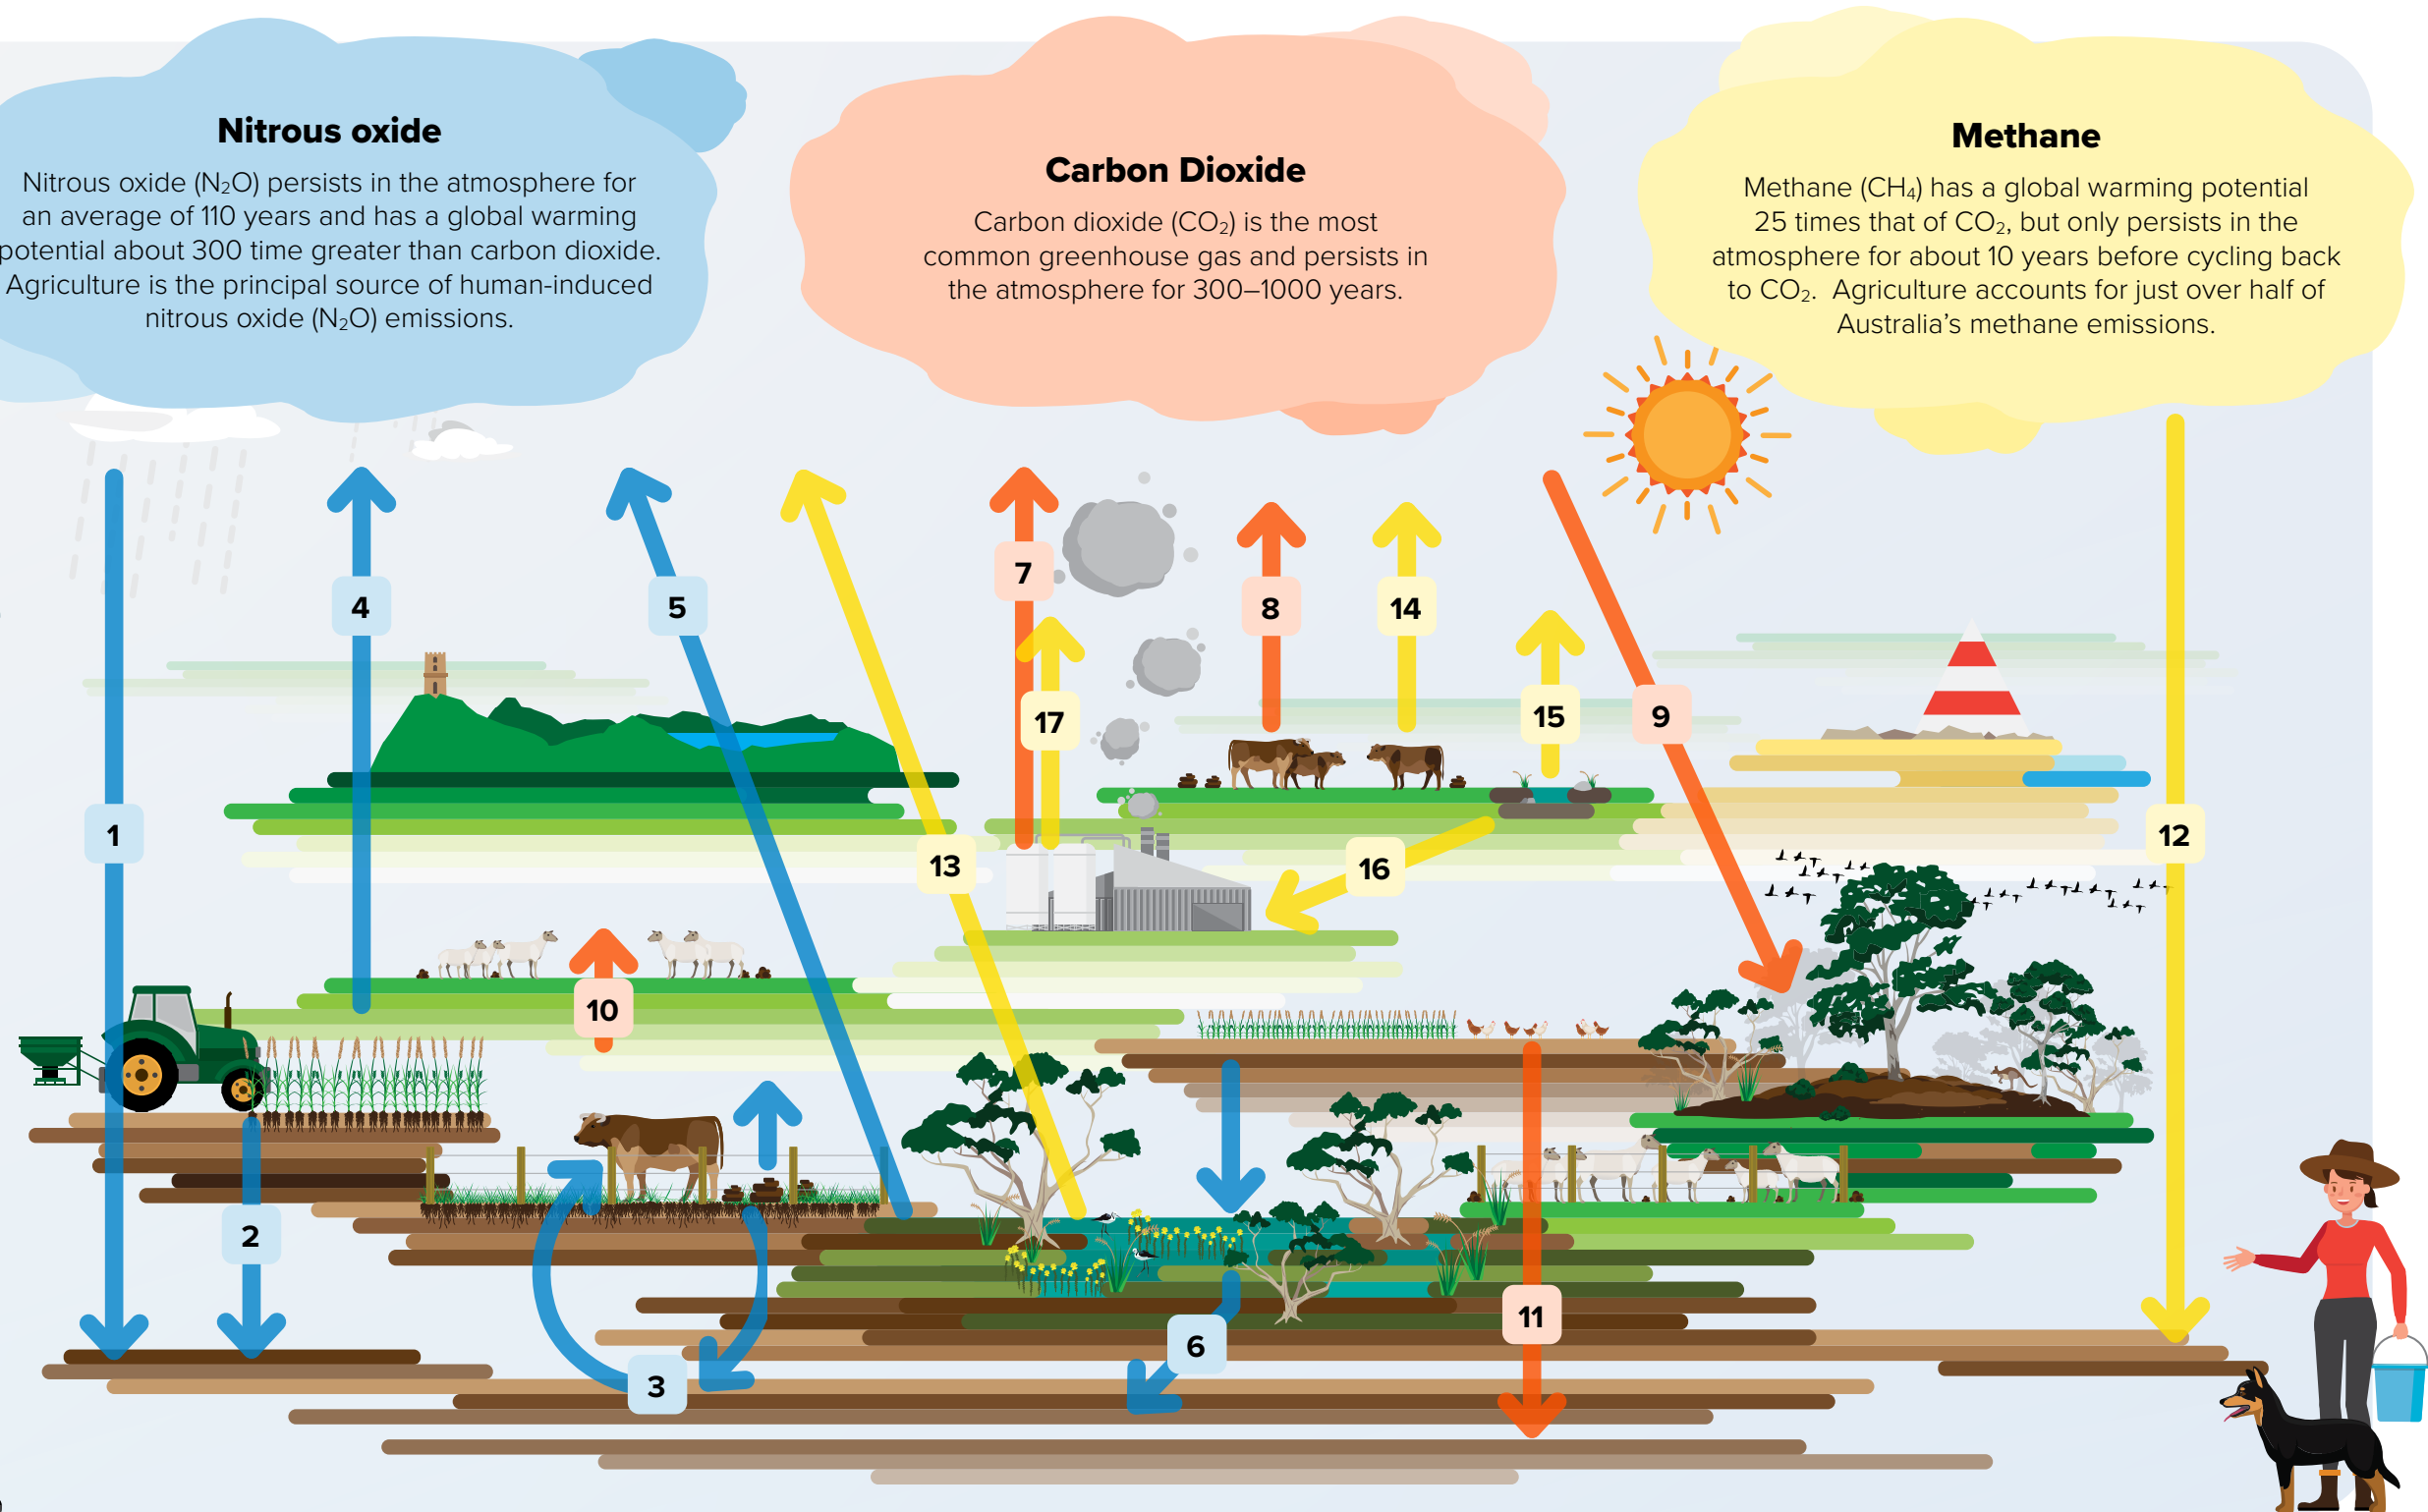 Nitrous oxide
Nitrous oxide (N₂O) persists in the atmosphere for
an average of 110 years and has a global warming
potential about 300 time greater than carbon dioxide.
Agriculture is the principal source of human-induced
nitrous oxide (N₂O) emissions.
Carbon Dioxide
Carbon dioxide (CO₂) is the most
common greenhouse gas and persists in
the atmosphere for 300–1000 years.
Methane
Methane (CH₄) has a global warming potential
25 times that of CO₂, but only persists in the
atmosphere for about 10 years before cycling back
to CO₂. Agriculture accounts for just over half of
Australia’s methane emissions.
7
4
5
8
14
17
15
9
1
12
13
16
10
2
11
6
3